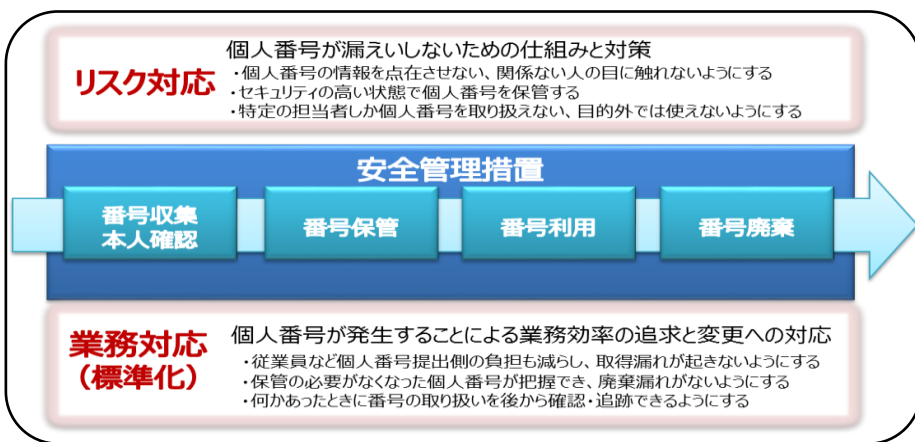 リスク対応
個人番号が漏えいしないための仕組みと対策
・個人番号の情報を点在させない、関係ない人の目に触れないようにする
・セキュリティの高い状態で個人番号を保管する
・特定の担当者しか個人番号を取り扱えない、目的外では使えないようにする
安全管理措置
番号収集
本人確認
番号保管
番号利用
番号廃棄
業務対応
（標準化）
個人番号が発生することによる業務効率の追求と変更への対応
・従業員など個人番号提出側の負担も減らし、取得漏れが起きないようにする
・保管の必要がなくなった個人番号が把握でき、廃棄漏れがないようにする
・何かあったときに番号の取り扱いを後から確認・追跡できるようにする